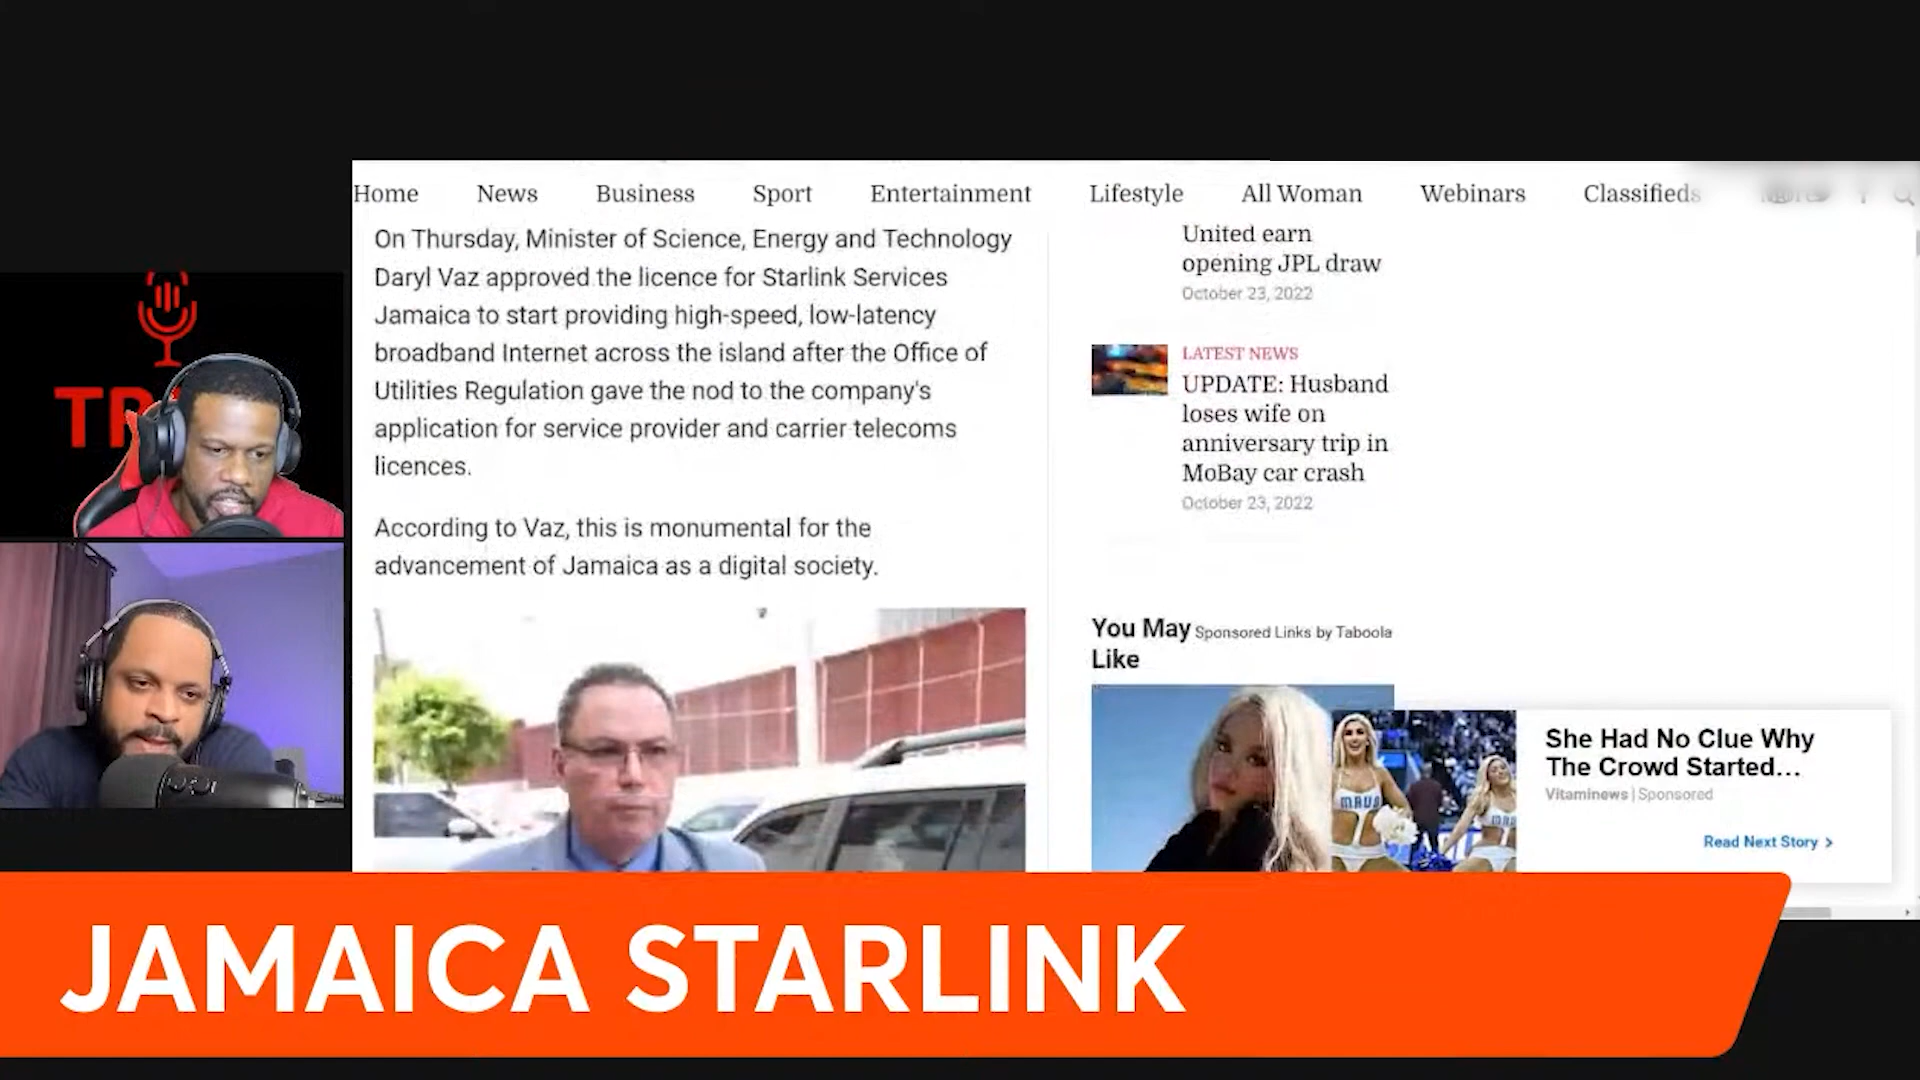 Home News Business Sport Entertainment Lifestyle All Woman Webinars Classifieds
On Thursday, Minister of Science, Energy and Technology
Daryl Vaz approved the licence for Starlink Services
Jamaica to start providing high-speed, low-latency
broadband Internet across the island after the Office of
Utilities Regulation gave the nod to the company's
application for service provider and carrier telecoms
licences.
According to Vaz, this is monumental for the
advancement of Jamaica as a digital society.
United earn
opening JPL draw
October 23, 2022
LATEST NEWS
UPDATE: Husband
loses wife on
anniversary trip in
MoBay car crash
October 23, 2022
You May Like
Sponsored Links by Taboola
MAVS
She Had No Clue Why
The Crowd Started...
Vitaminews | Sponsored
Read Next Story >
JAMAICA STARLINK